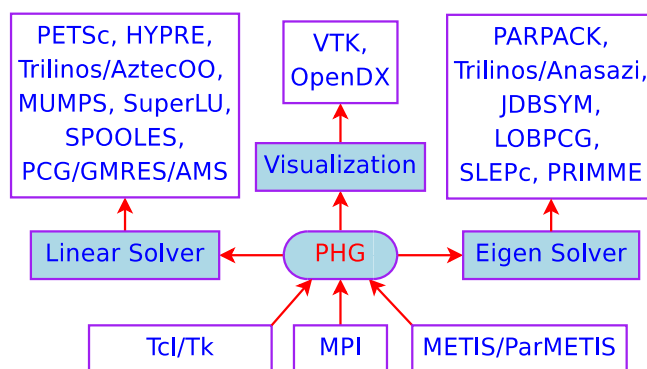 PETSc, HYPRE,
Trilinos/AztecOO,
MUMPS, SuperLU,
SPOOLES,
PCG/GMRES/AMS
VTK,
OpenDX
PARPACK,
Trilinos/Anasazi,
JDBSYM,
LOBPCG,
SLEPc, PRIMME
Visualization
Linear Solver
PHG
Eigen Solver
Tcl/Tk
MPI
METIS/ParMETIS